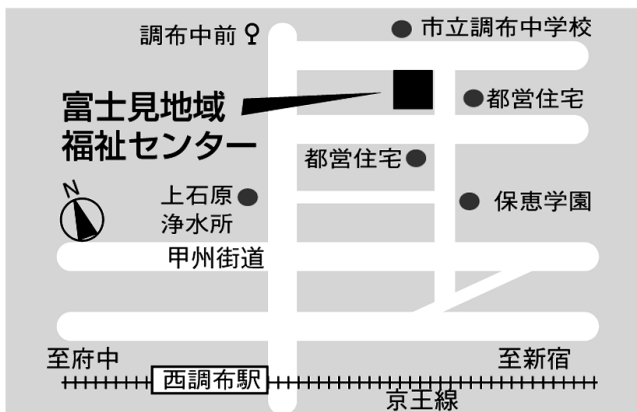 調布中前
市立調布中学校
富士見地域
福祉センター
都営住宅
都営住宅
N
上石原
浄水所
保恵学園
甲州街道
至府中
至新宿
西調布駅
京王線